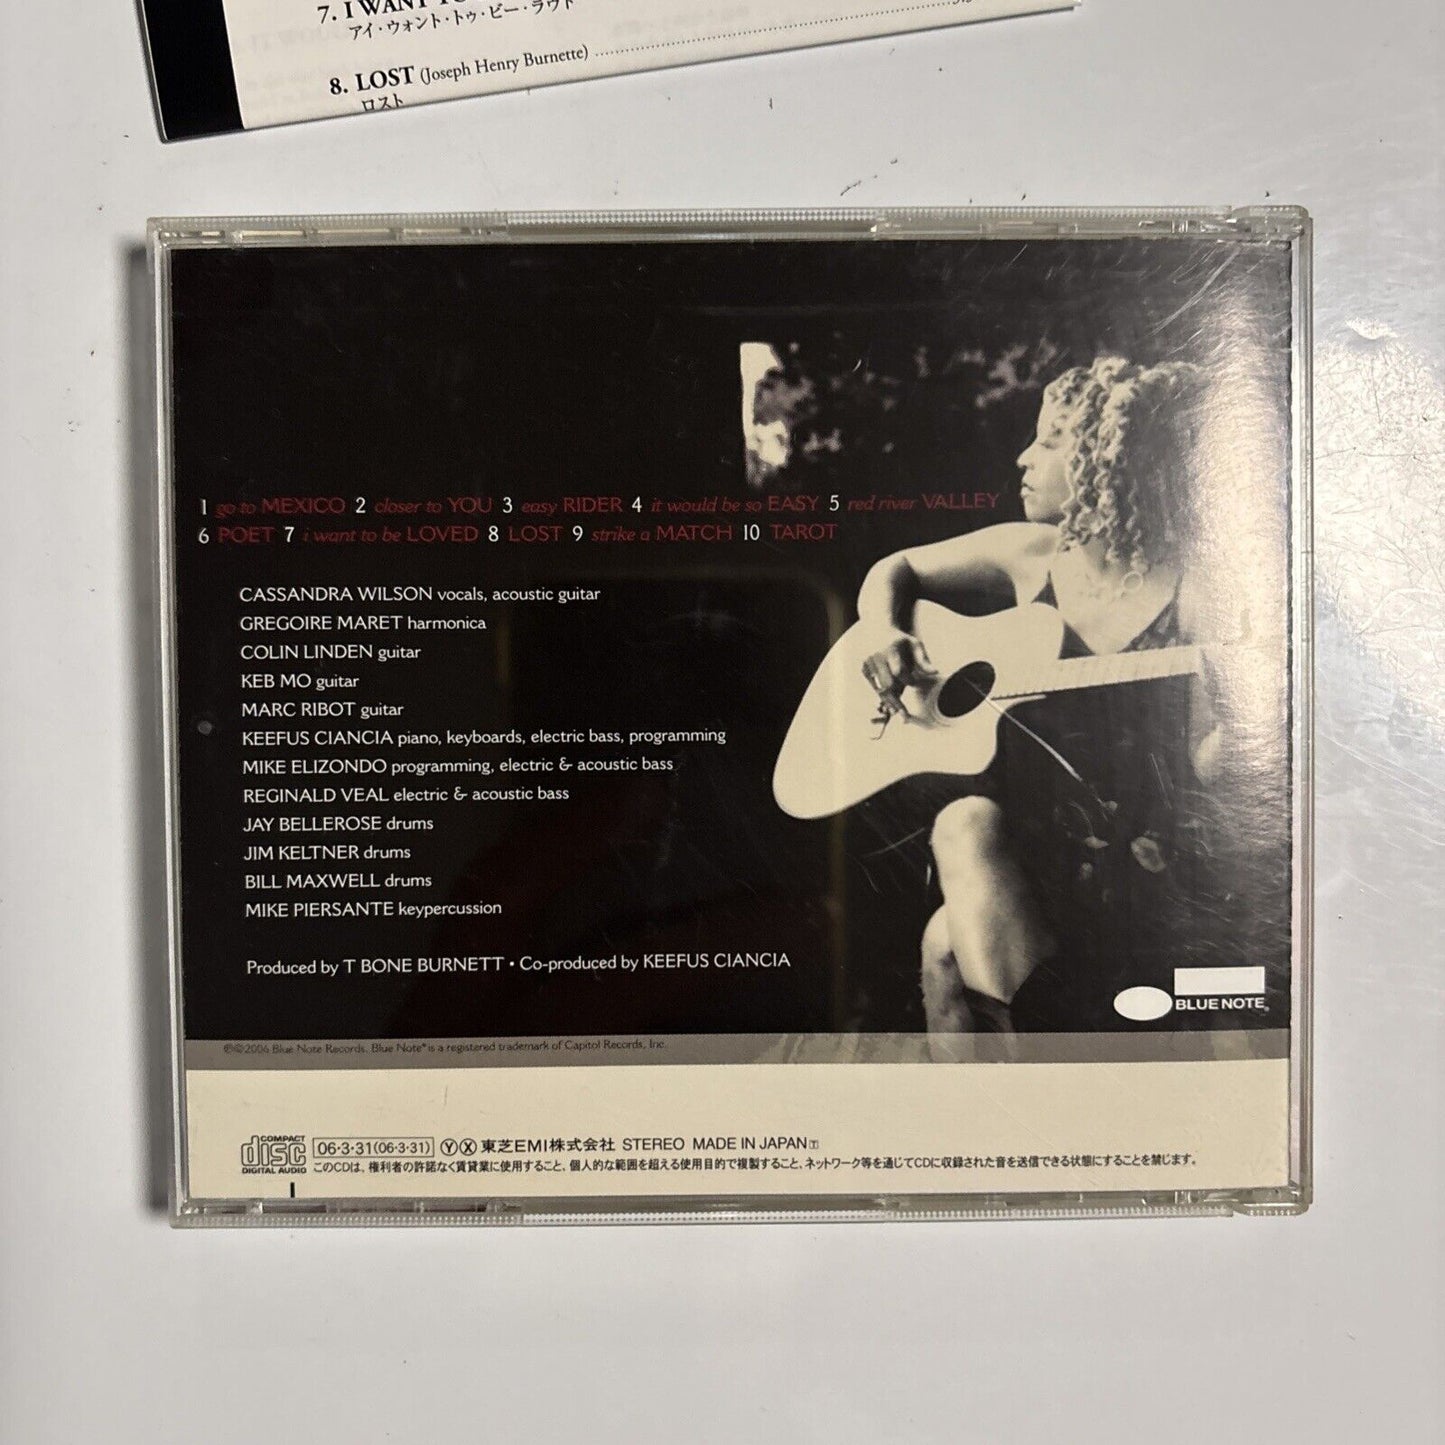 7. I WANT TO
アイ・ウォント・トゥ・ビー・ラヴド
8. LOST (Joseph Henry Burnette)
ロスト
1 go to MEXICO 2 closer to YOU 3 easy RIDER 4 it would be so EASY 5 red river VALLEY
6 POET 7 i want to be LOVED 8 LOST 9 strike a MATCH 10 TAROT
CASSANDRA WILSON vocals, acoustic guitar
GREGOIRE MARET harmonica
COLIN LINDEN guitar
KEB MO guitar
MARC RIBOT guitar
KEEFUS CIANCIA piano, keyboards, electric bass, programming
MIKE ELIZONDO programming, electric & acoustic bass
REGINALD VEAL electric & acoustic bass
JAY BELLEROSE drums
JIM KELTNER drums
BILL MAXWELL drums
MIKE PIERSANTE keypercussion
Produced by T BONE BURNETT • Co-produced by KEEFUS CIANCIA
BLUE NOTE®
℗©2006 Blue Note Records. Blue Note® is a registered trademark of Capitol Records, Inc.
COMPACT disc DIGITAL AUDIO 06·3·31(06·3·31) Ⓨ Ⓧ 東芝EMI株式会社 STEREO MADE IN JAPAN
このCDは、権利者の許諾なく賃貸業に使用すること、個人的な範囲を超える使用目的で複製すること、ネットワーク等を通じてCDに収録された音を送信できる状態にすることを禁じます。